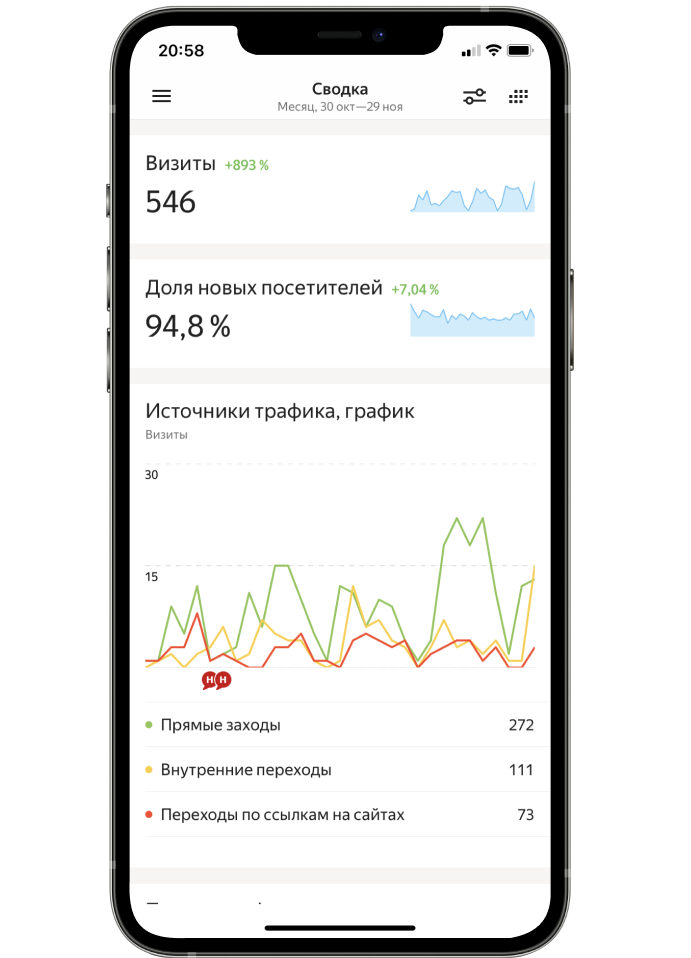 20:58
Сводка
Месяц, 30 окт—29 ноя
Визиты +893 %
546
Доля новых посетителей +7,04 %
94,8 %
Источники трафика, график
Визиты
30
15
Н Н
Прямые заходы 272
Внутренние переходы 111
Переходы по ссылкам на сайтах 73